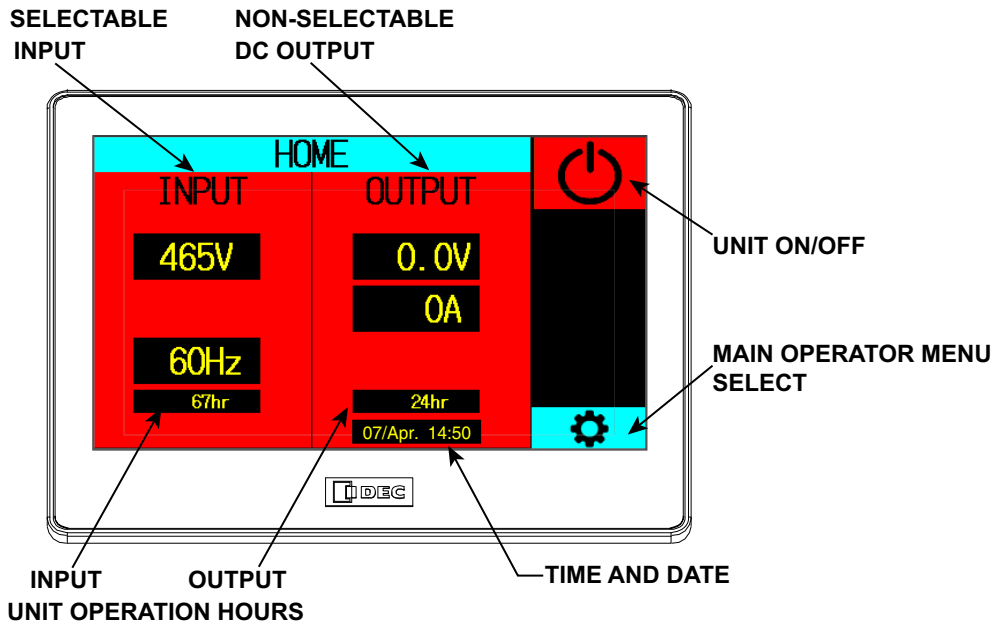 SELECTABLE
INPUT
NON-SELECTABLE
DC OUTPUT
HOME
INPUT
OUTPUT
465V
0.0V
0A
60Hz
67hr
24hr
07/Apr. 14:50
UNIT ON/OFF
MAIN OPERATOR MENU
SELECT
IDEC
INPUT
OUTPUT
UNIT OPERATION HOURS
TIME AND DATE